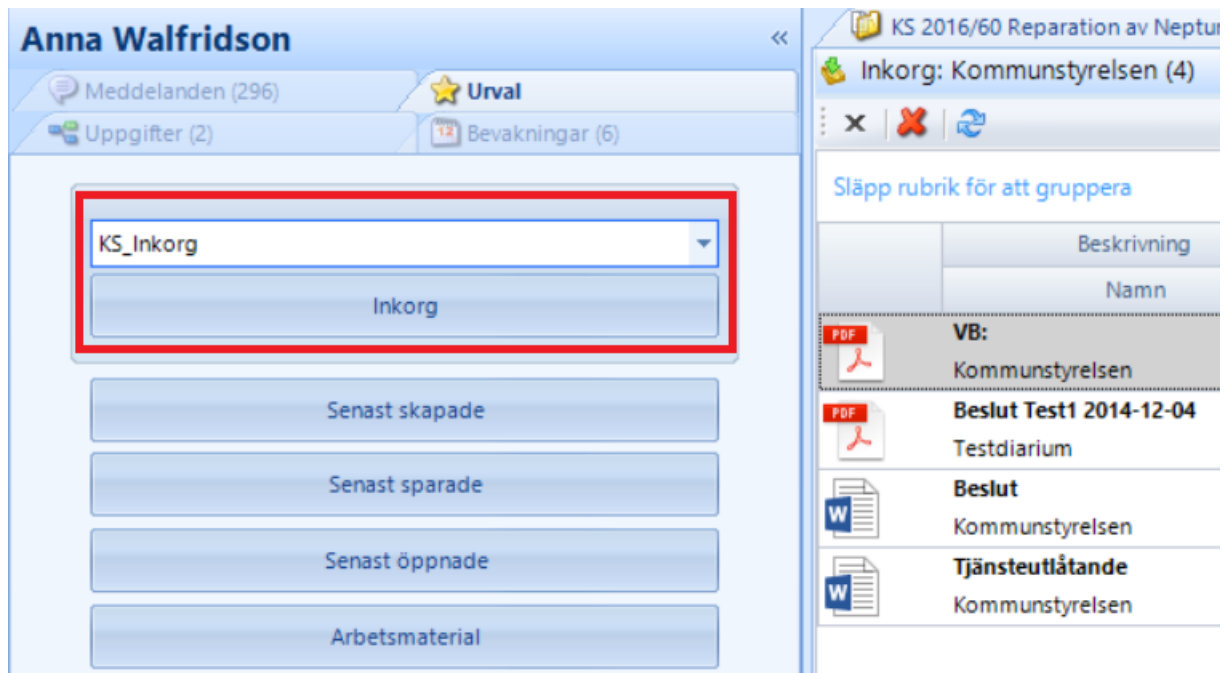 Anna Walfridson
«
Meddelanden (296)
Urval
Uppgifter (2)
12
Bevakningar (6)
KS_Inkorg
Inkorg
Senast skapade
Senast sparade
Senast öppnade
Arbetsmaterial
KS 2016/60 Reparation av Neptun
Inkorg: Kommunstyrelsen (4)
Släpp rubrik för att gruppera
Beskrivning
Namn
PDF
VB:
Kommunstyrelsen
PDF
Beslut Test1 2014-12-04
Testdiarium
W
Beslut
Kommunstyrelsen
W
Tjänsteutlåtande
Kommunstyrelsen